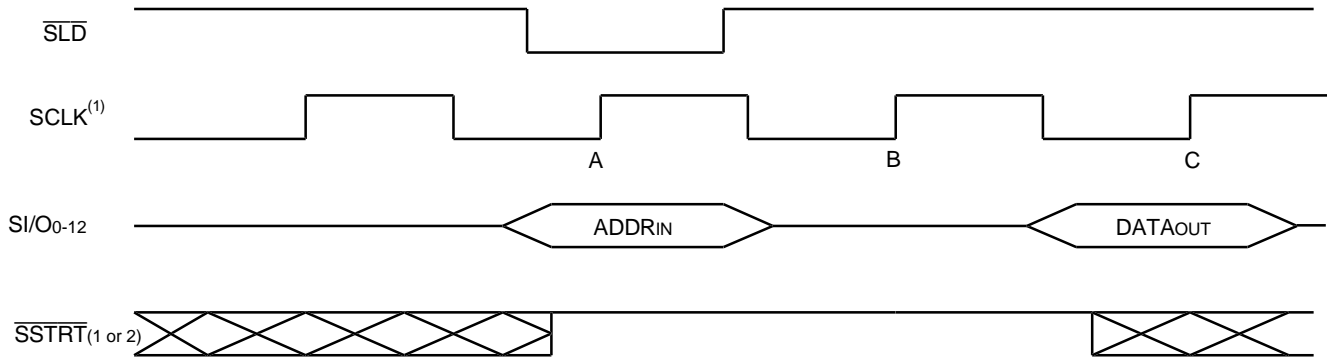 SLD
SCLK(1)
A B C
SI/O0-12 ADDRIN DATAOUT
SSTRT(1 or 2)